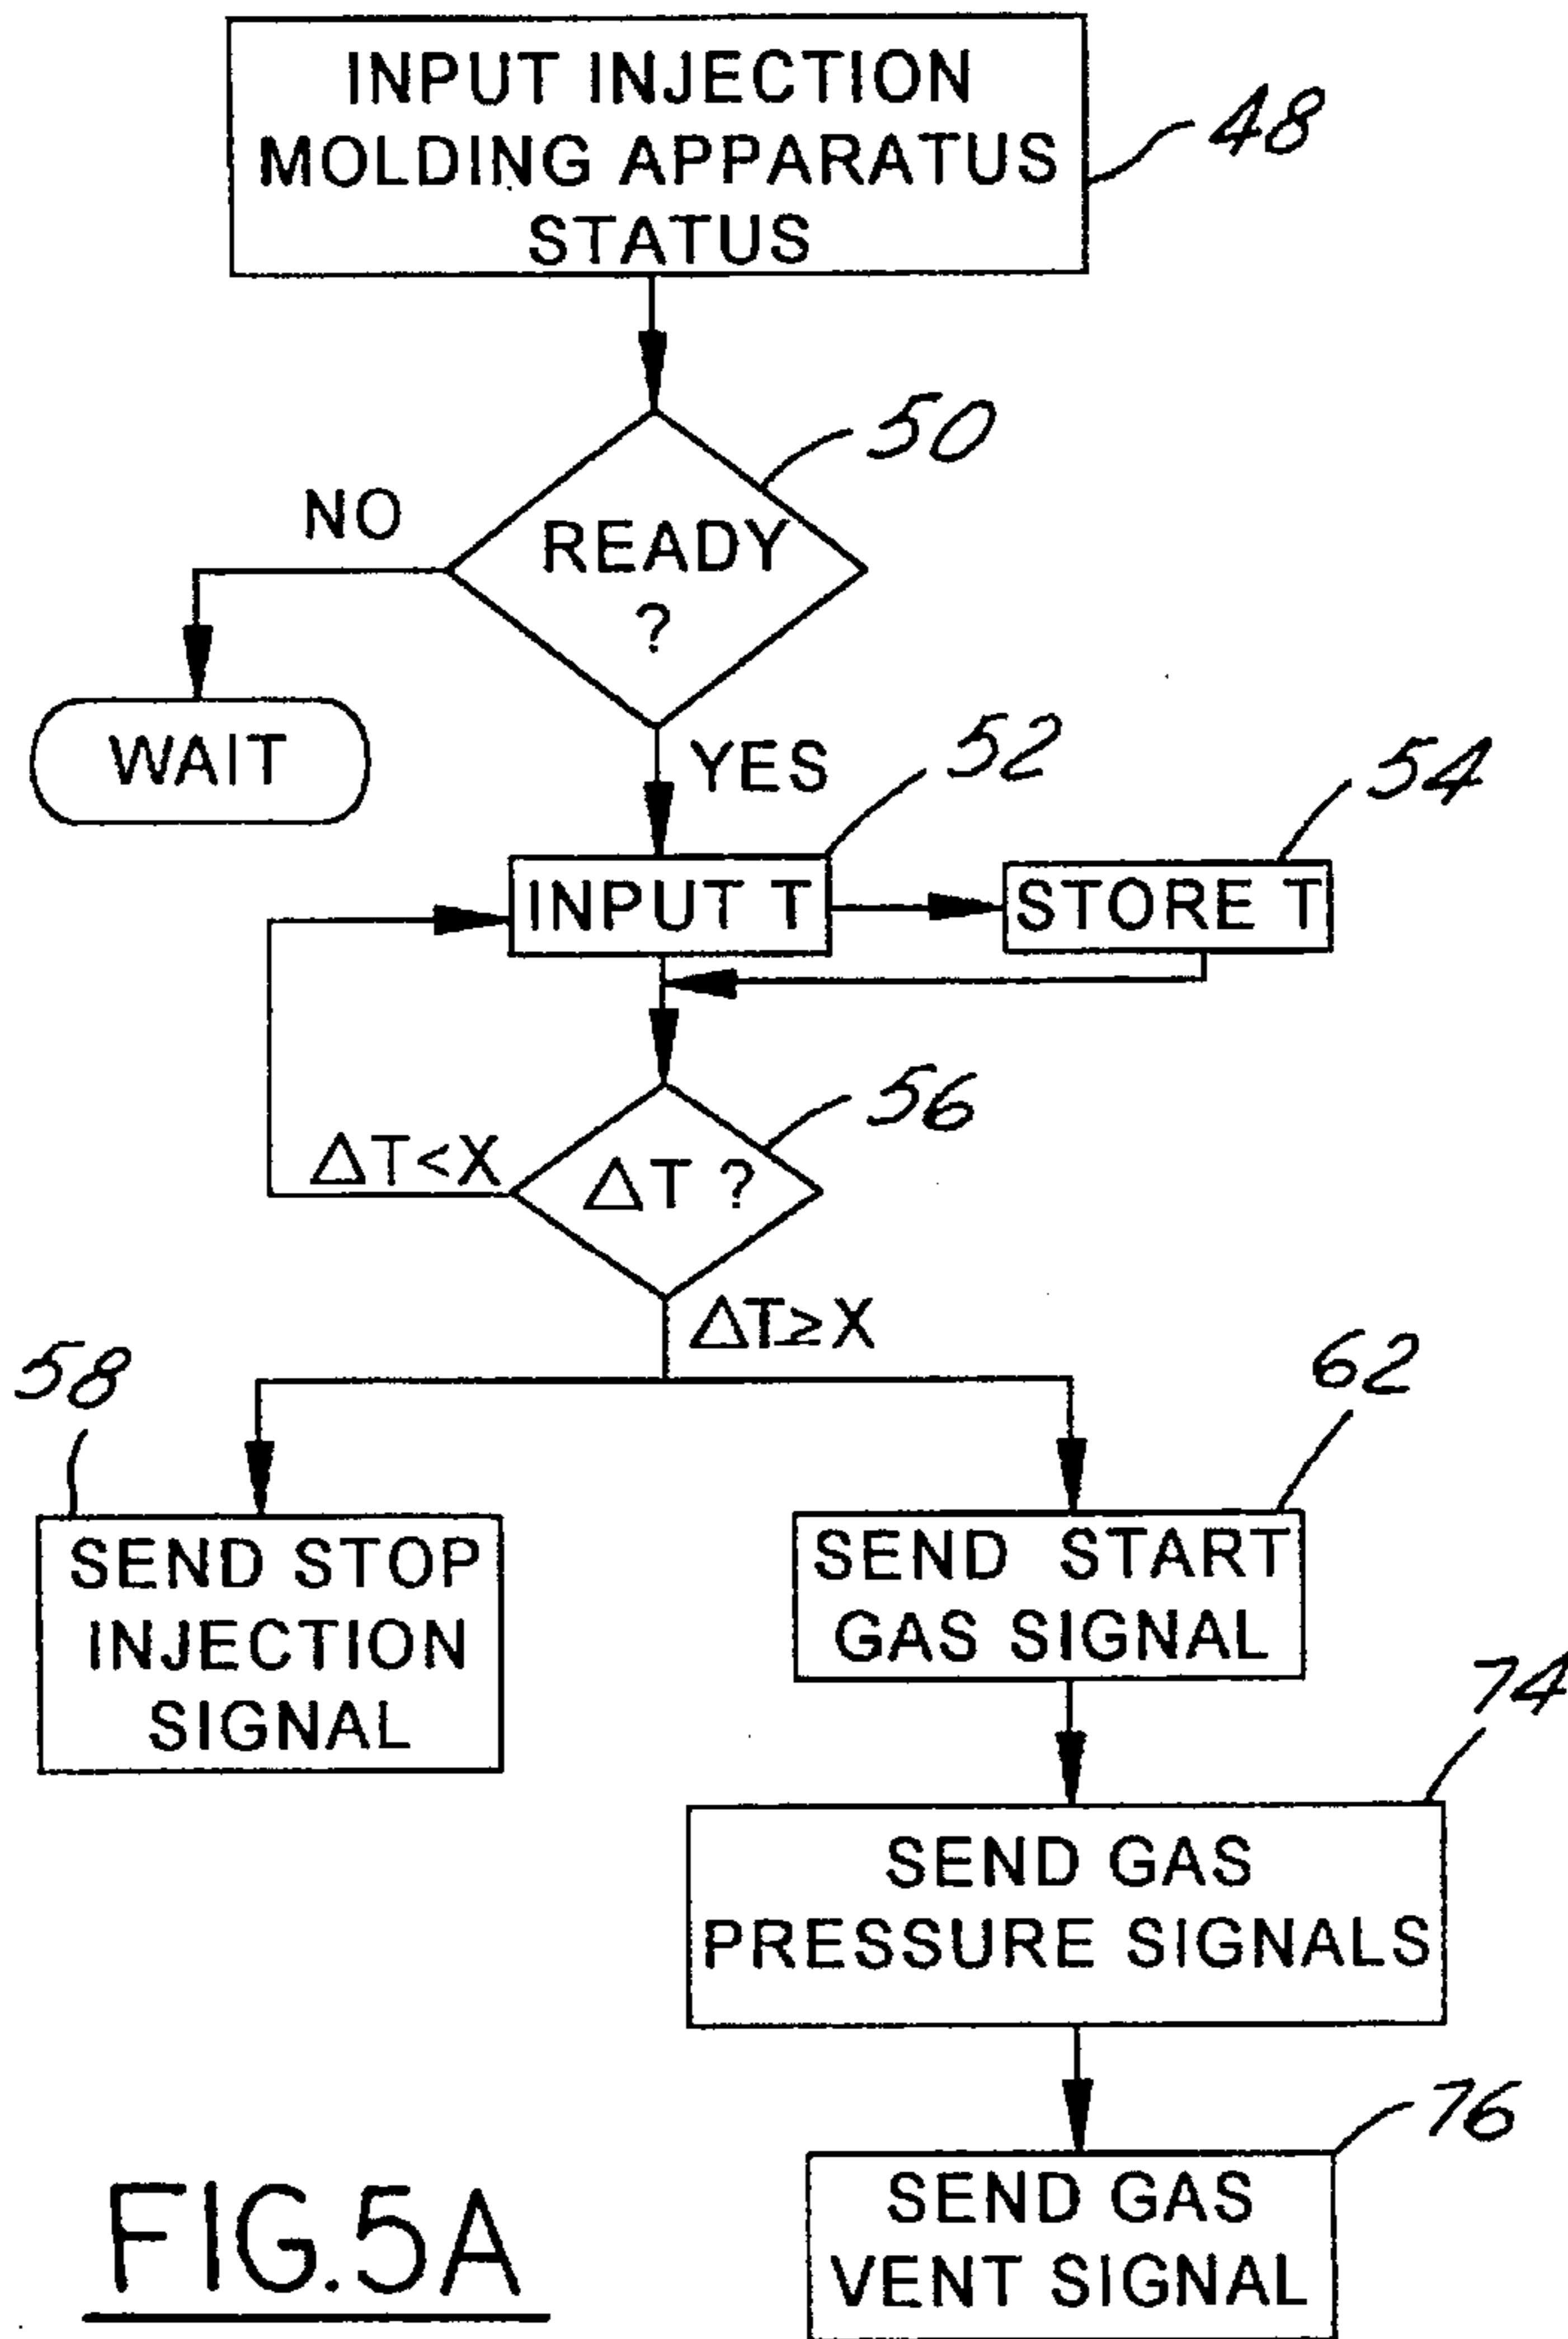 INPUT INJECTION
MOLDING APPARATUS
STATUS
48
50
READY
?
NO
WAIT
YES
52
54
INPUT T
STORE T
56
ΔT<X
ΔT ?
ΔT≥X
58
62
SEND STOP
INJECTION
SIGNAL
SEND START
GAS SIGNAL
74
SEND GAS
PRESSURE SIGNALS
76
SEND GAS
VENT SIGNAL
FIG.5A